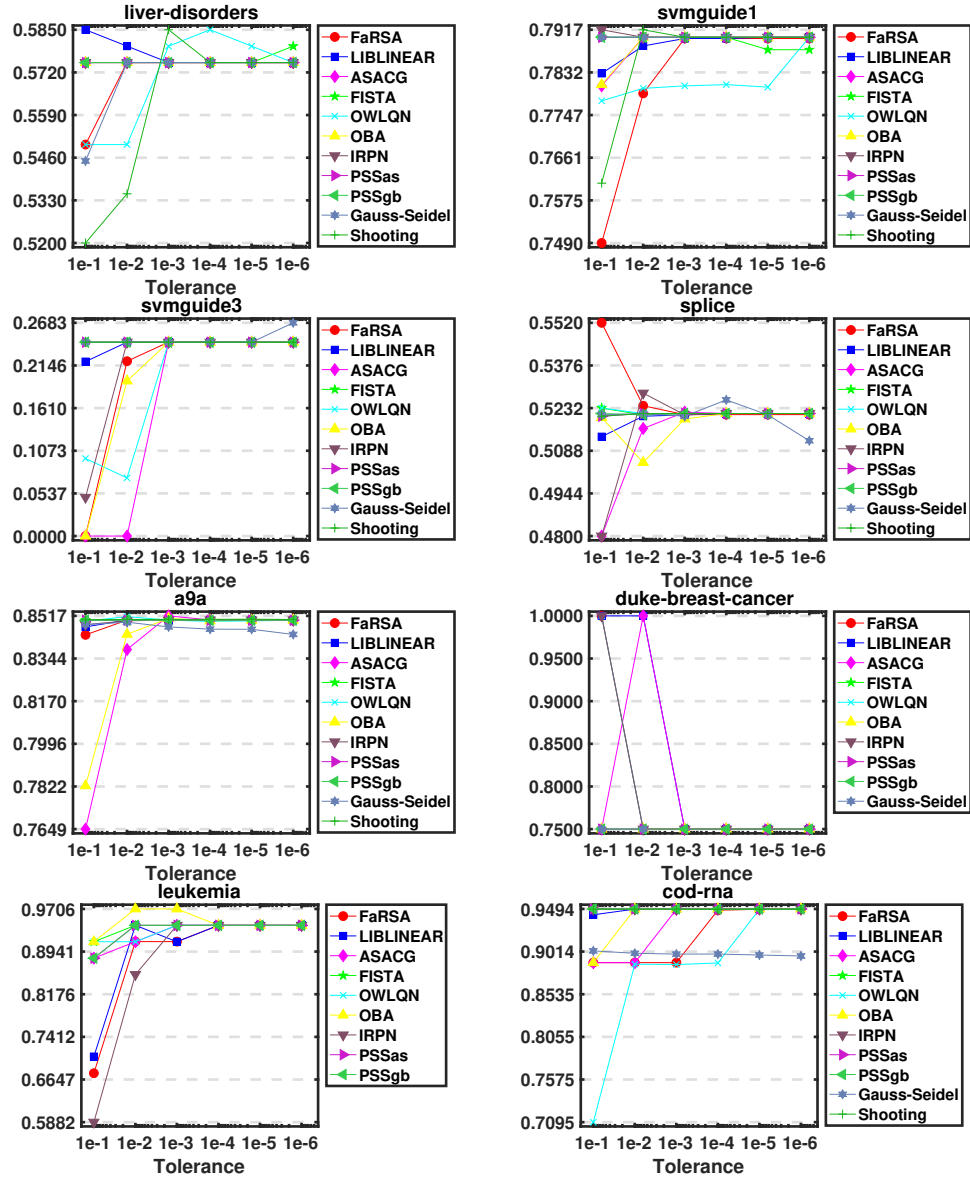 liver-disorders
0.5850
0.5720
0.5590
0.5460
0.5330
0.5200
1e-1 1e-2 1e-3 1e-4 1e-5 1e-6
Tolerance
FaRSA
LIBLINEAR
ASACG
FISTA
OWLQN
OBA
IRPN
PSSas
PSSgb
Gauss-Seidel
Shooting
svmguide1
0.7917
0.7832
0.7747
0.7661
0.7575
0.7490
1e-1 1e-2 1e-3 1e-4 1e-5 1e-6
Tolerance
FaRSA
LIBLINEAR
ASACG
FISTA
OWLQN
OBA
IRPN
PSSas
PSSgb
Gauss-Seidel
Shooting
svmguide3
0.2683
0.2146
0.1610
0.1073
0.0537
0.0000
1e-1 1e-2 1e-3 1e-4 1e-5 1e-6
Tolerance
FaRSA
LIBLINEAR
ASACG
FISTA
OWLQN
OBA
IRPN
PSSas
PSSgb
Gauss-Seidel
Shooting
splice
0.5520
0.5376
0.5232
0.5088
0.4944
0.4800
1e-1 1e-2 1e-3 1e-4 1e-5 1e-6
Tolerance
FaRSA
LIBLINEAR
ASACG
FISTA
OWLQN
OBA
IRPN
PSSas
PSSgb
Gauss-Seidel
Shooting
a9a
0.8517
0.8344
0.8170
0.7996
0.7822
0.7649
1e-1 1e-2 1e-3 1e-4 1e-5 1e-6
Tolerance
FaRSA
LIBLINEAR
ASACG
FISTA
OWLQN
OBA
IRPN
PSSas
PSSgb
Gauss-Seidel
Shooting
duke-breast-cancer
1.0000
0.9500
0.9000
0.8500
0.8000
0.7500
1e-1 1e-2 1e-3 1e-4 1e-5 1e-6
Tolerance
FaRSA
LIBLINEAR
ASACG
FISTA
OWLQN
OBA
IRPN
PSSas
PSSgb
Gauss-Seidel
leukemia
0.9706
0.8941
0.8176
0.7412
0.6647
0.5882
1e-1 1e-2 1e-3 1e-4 1e-5 1e-6
Tolerance
FaRSA
LIBLINEAR
ASACG
FISTA
OWLQN
OBA
IRPN
PSSas
PSSgb
cod-rna
0.9494
0.9014
0.8535
0.8055
0.7575
0.7095
1e-1 1e-2 1e-3 1e-4 1e-5 1e-6
Tolerance
FaRSA
LIBLINEAR
ASACG
FISTA
OWLQN
OBA
IRPN
PSSas
PSSgb
Gauss-Seidel
Shooting